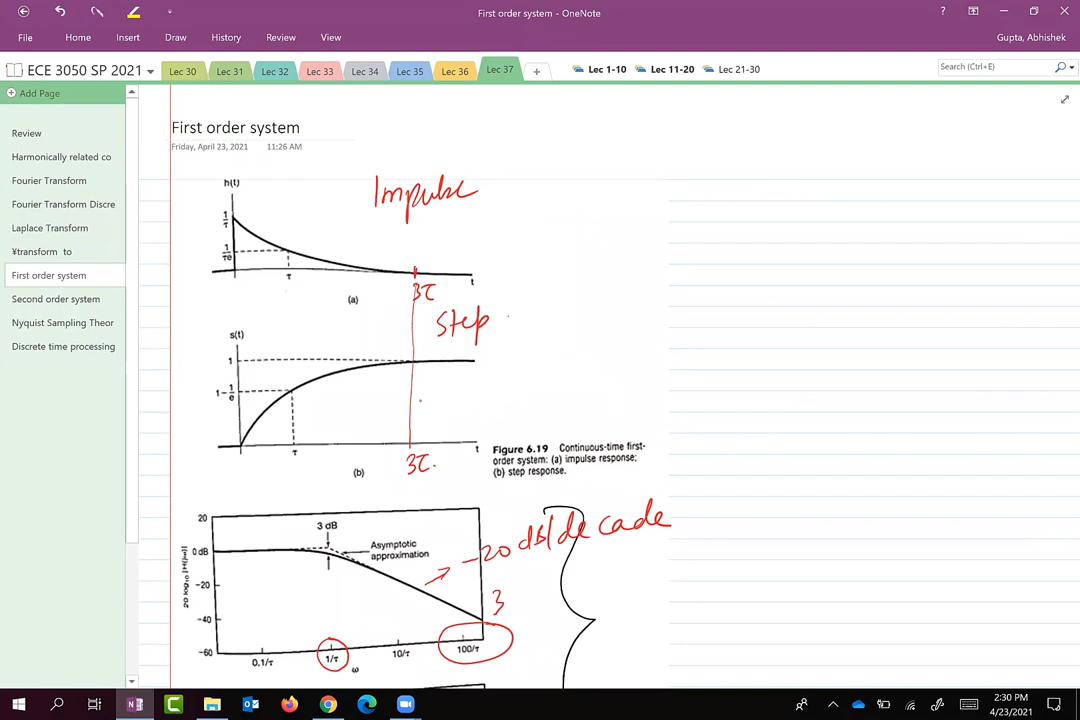 First order system - OneNote
?
File
Home
Insert
Draw
History
Review
View
Gupta, Abhishek
ECE 3050 SP 2021
Lec 30
Lec 31
Lec 32
Lec 33
Lec 34
Lec 35
Lec 36
Lec 37
+
Lec 1-10
Lec 11-20
Lec 21-30
Search (Ctrl+E)
Add Page
Review
Harmonically related co
Fourier Transform
Fourier Transform Discre
Laplace Transform
¥transform to
First order system
Second order system
Nyquist Sampling Theor
Discrete time processing
First order system
Friday, April 23, 2021 11:26 AM
h(t)
Impulse
1/τ
1/τe
τ
t
3τ
(a)
Step
s(t)
1
1-1/e
τ
t
3τ.
(b)
Figure 6.19 Continuous-time first-
order system: (a) impulse response;
(b) step response.
20 log10 |H(jω)|
20
0 dB
-20
-40
-60
3 dB
Asymptotic
approximation
-20 dB/decade
3
0.1/τ
1/τ
10/τ
100/τ
ω
2:30 PM
4/23/2021